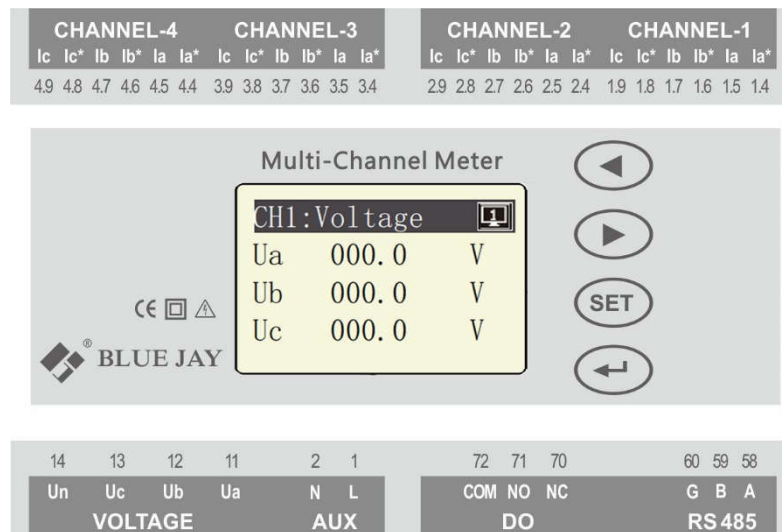 CHANNEL-4 CHANNEL-3 CHANNEL-2 CHANNEL-1
Ic Ic* Ib Ib* Ia Ia* Ic Ic* Ib Ib* Ia Ia* Ic Ic* Ib Ib* Ia Ia* Ic Ic* Ib Ib* Ia Ia*
4.9 4.8 4.7 4.6 4.5 4.4 3.9 3.8 3.7 3.6 3.5 3.4 2.9 2.8 2.7 2.6 2.5 2.4 1.9 1.8 1.7 1.6 1.5 1.4
Multi-Channel Meter
CH1:Voltage 1
Ua 000.0 V
Ub 000.0 V
Uc 000.0 V
CE
® BLUE JAY
SET
14 13 12 11 2 1 72 71 70 60 59 58
Un Uc Ub Ua N L COM NO NC G B A
VOLTAGE AUX DO RS485